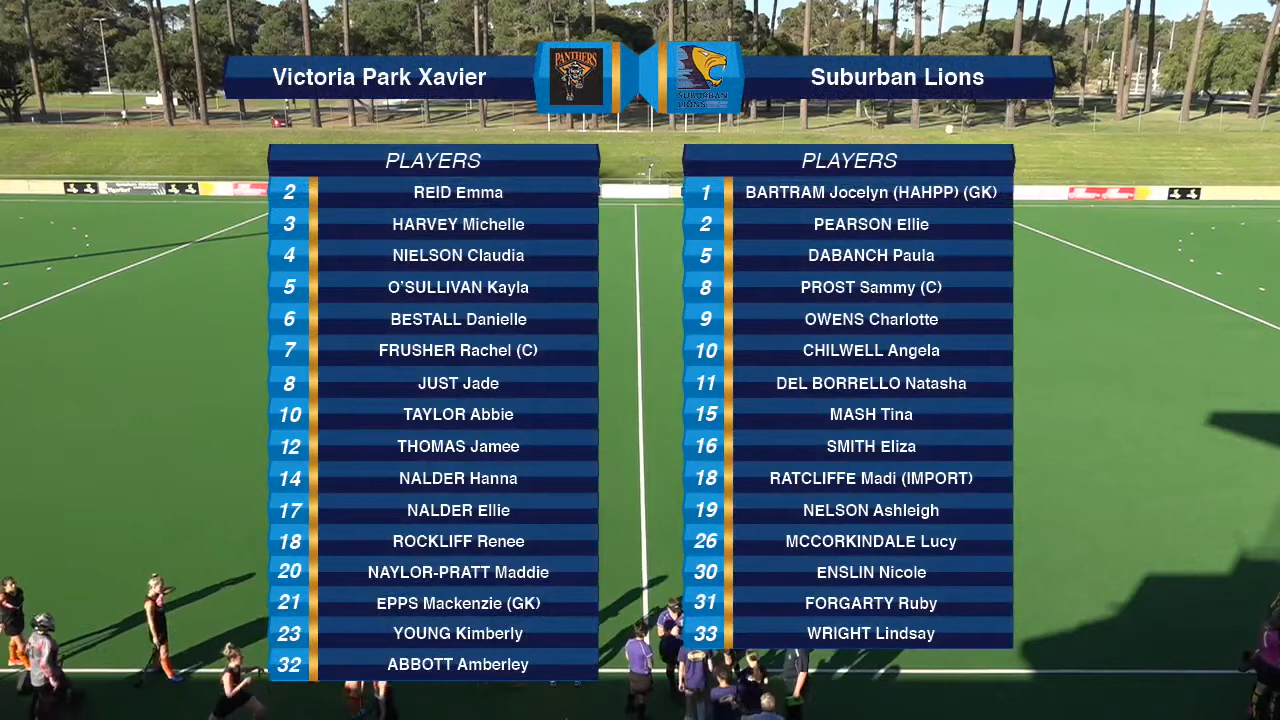 Victoria Park Xavier
PANTHERS
SUBURBAN
LIONS
Suburban Lions
PLAYERS
2 REID Emma
3 HARVEY Michelle
4 NIELSON Claudia
5 O'SULLIVAN Kayla
6 BESTALL Danielle
7 FRUSHER Rachel (C)
8 JUST Jade
10 TAYLOR Abbie
12 THOMAS Jamee
14 NALDER Hanna
17 NALDER Ellie
18 ROCKLIFF Renee
20 NAYLOR-PRATT Maddie
21 EPPS Mackenzie (GK)
23 YOUNG Kimberly
32 ABBOTT Amberley
PLAYERS
1 BARTRAM Jocelyn (HAHPP) (GK)
2 PEARSON Ellie
5 DABANCH Paula
8 PROST Sammy (C)
9 OWENS Charlotte
10 CHILWELL Angela
11 DEL BORRELLO Natasha
15 MASH Tina
16 SMITH Eliza
18 RATCLIFFE Madi (IMPORT)
19 NELSON Ashleigh
26 MCCORKINDALE Lucy
30 ENSLIN Nicole
31 FORGARTY Ruby
33 WRIGHT Lindsay